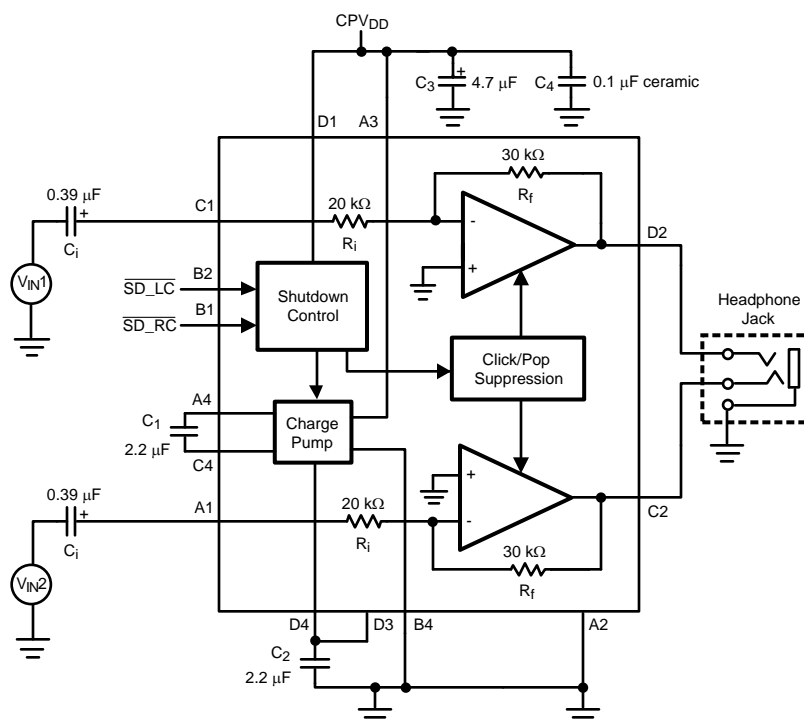 CPVDD
C3
+
4.7 μF
C4
0.1 μF ceramic
D1
A3
30 kΩ
Rf
0.39 μF
+
Ci
C1
20 kΩ
Ri
-
+
D2
VIN1
B2
SD_LC
B1
SD_RC
Shutdown
Control
Click/Pop
Suppression
Headphone
Jack
A4
C1
2.2 μF
C4
Charge
Pump
0.39 μF
+
Ci
A1
20 kΩ
Ri
+
-
C2
30 kΩ
Rf
VIN2
D4
D3
B4
A2
C2
2.2 μF